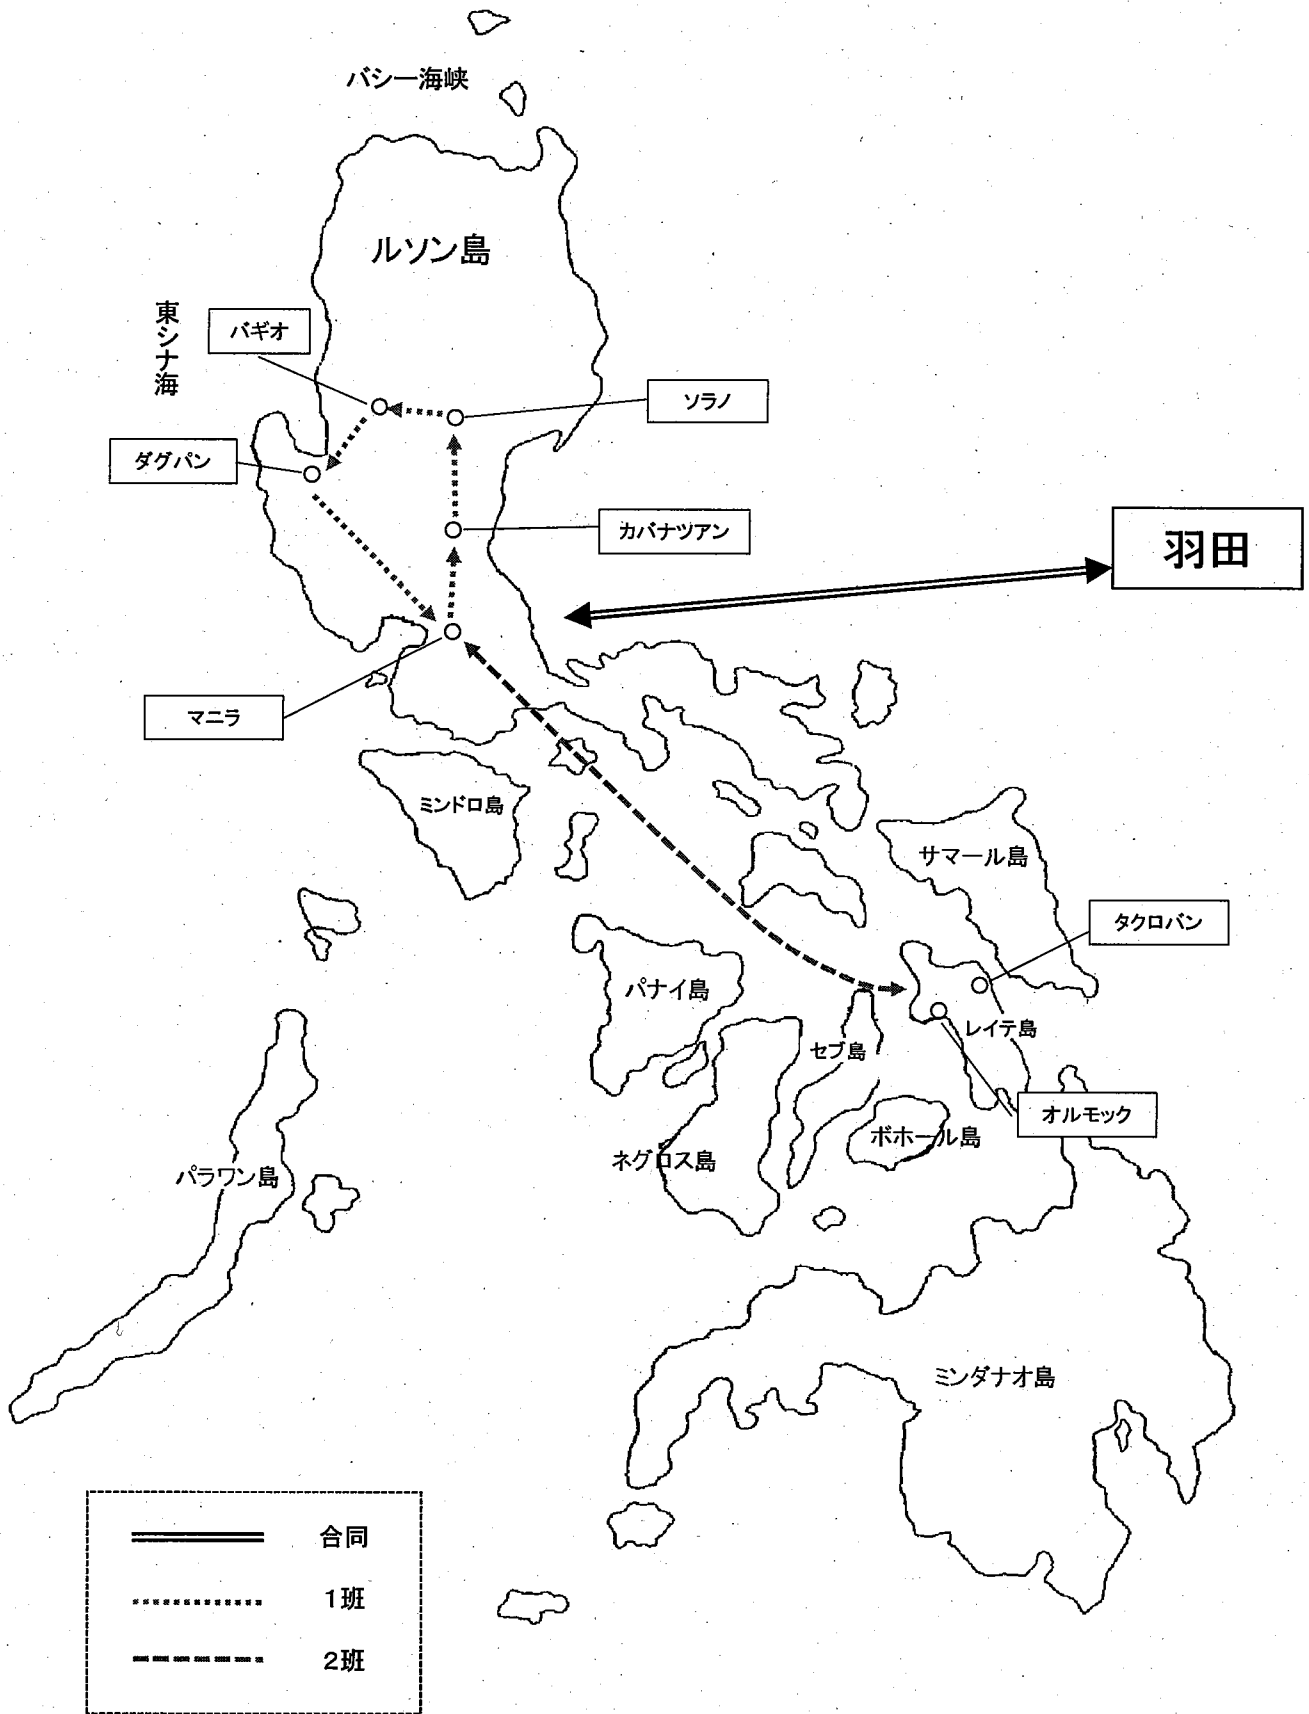 バシー海峡
ルソン島
東シナ海
バギオ
ソラノ
ダグパン
カバナツアン
羽田
マニラ
ミンドロ島
サマール島
タクロバン
パナイ島
レイテ島
セブ島
オルモック
ボホール島
ネグロス島
パラワン島
ミンダナオ島
合同
1班
2班